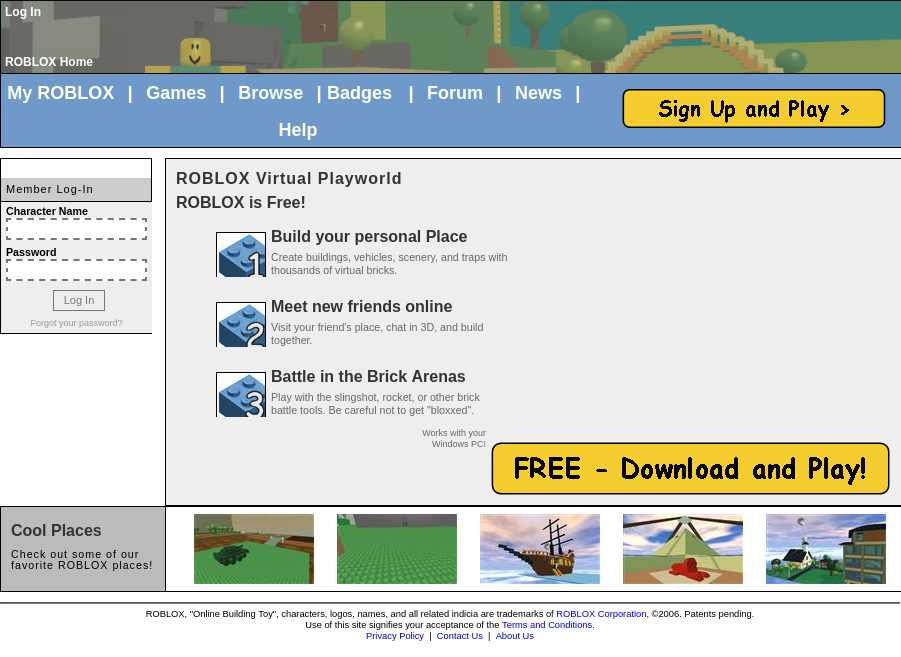 Log In
ROBLOX Home
My ROBLOX | Games | Browse | Badges | Forum | News |
Help
Sign Up and Play >
Member Log-In
Character Name
Password
Log In
Forgot your password?
ROBLOX Virtual Playworld
ROBLOX is Free!
1
Build your personal Place
Create buildings, vehicles, scenery, and traps with
thousands of virtual bricks.
2
Meet new friends online
Visit your friend's place, chat in 3D, and build
together.
3
Battle in the Brick Arenas
Play with the slingshot, rocket, or other brick
battle tools. Be careful not to get "bloxxed".
Works with your
Windows PC!
FREE - Download and Play!
Cool Places
Check out some of our
favorite ROBLOX places!
ROBLOX, "Online Building Toy", characters, logos, names, and all related indicia are trademarks of ROBLOX Corporation, ©2006. Patents pending.
Use of this site signifies your acceptance of the Terms and Conditions.
Privacy Policy | Contact Us | About Us